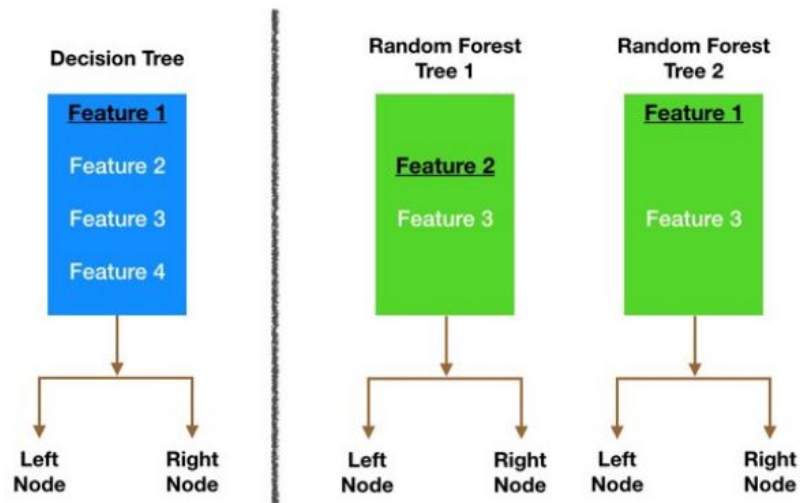 Decision Tree
Feature 1
Feature 2
Feature 3
Feature 4
Left
Node
Right
Node
Random Forest
Tree 1
Feature 2
Feature 3
Left
Node
Right
Node
Random Forest
Tree 2
Feature 1
Feature 3
Left
Node
Right
Node